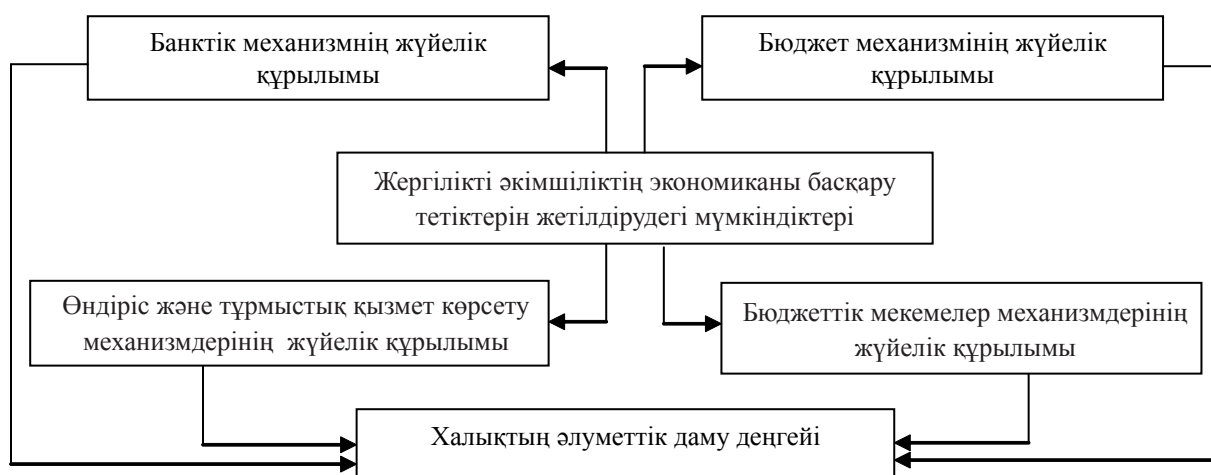 Банктік механизмнің жүйелік
құрылымы
Бюджет механизмінің жүйелік
құрылымы
Жергілікті әкімшіліктің экономиканы басқару
тетіктерін жетілдірудегі мүмкіндіктері
Өндіріс және тұрмыстық қызмет көрсету
механизмдерінің жүйелік құрылымы
Бюджеттік мекемелер механизмдерінің
жүйелік құрылымы
Халықтың әлуметтік даму деңгейі